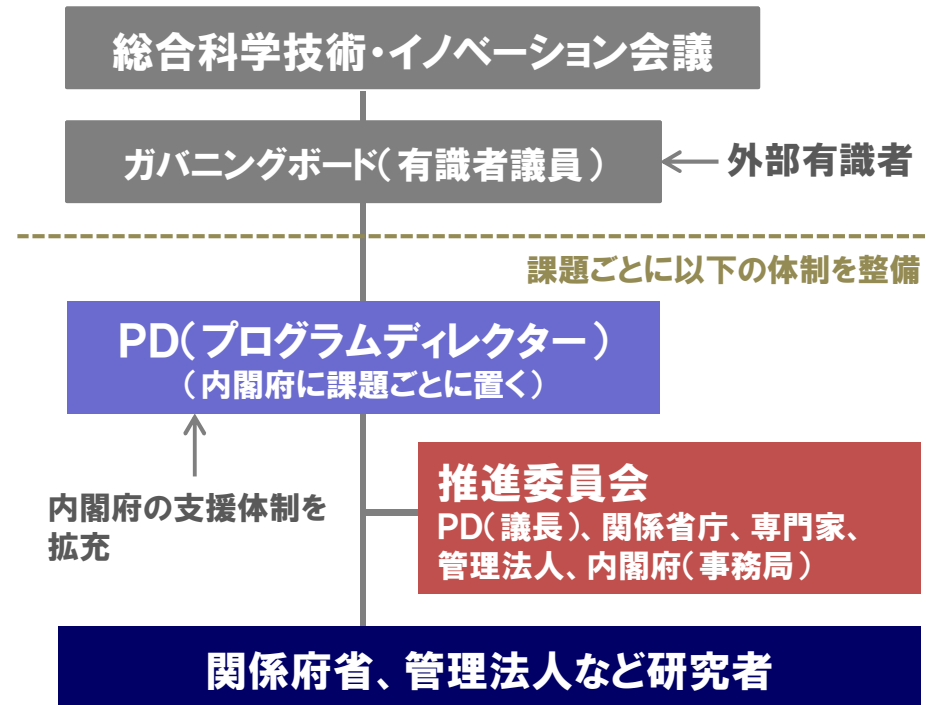 総合科学技術・イノベーション会議
ガバニングボード(有識者議員)
外部有識者
課題ごとに以下の体制を整備
PD(プログラムディレクター)
(内閣府に課題ごとに置く)
内閣府の支援体制を
拡充
推進委員会
PD(議長)、関係省庁、専門家、
管理法人、内閣府(事務局)
関係府省、管理法人など研究者